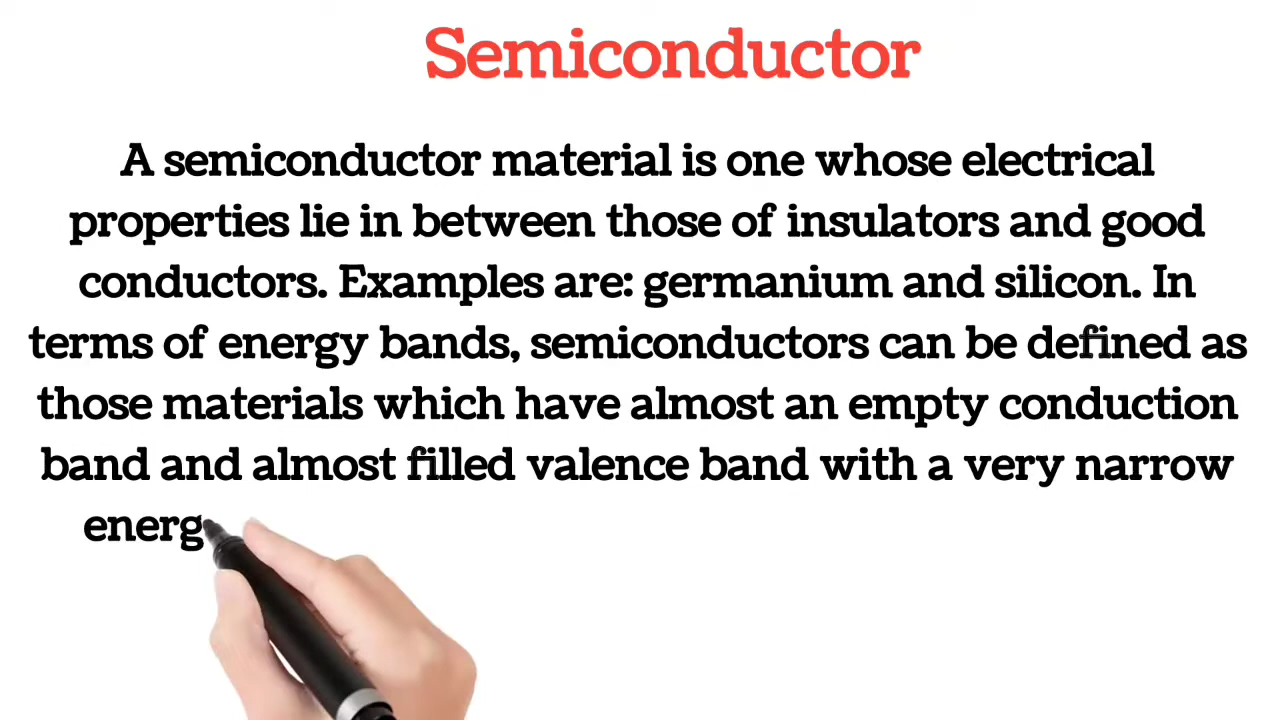 Semiconductor
A semiconductor material is one whose electrical
properties lie in between those of insulators and good
conductors. Examples are: germanium and silicon. In
terms of energy bands, semiconductors can be defined as
those materials which have almost an empty conduction
band and almost filled valence band with a very narrow
energ